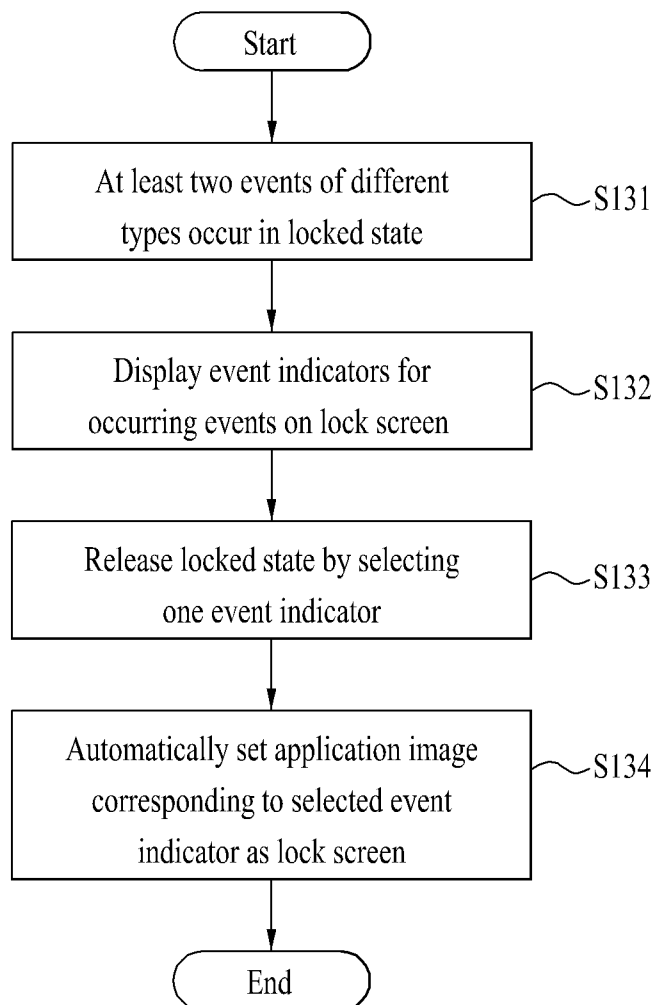 Start
At least two events of different
types occur in locked state
S131
Display event indicators for
occurring events on lock screen
S132
Release locked state by selecting
one event indicator
S133
Automatically set application image
corresponding to selected event
indicator as lock screen
S134
End